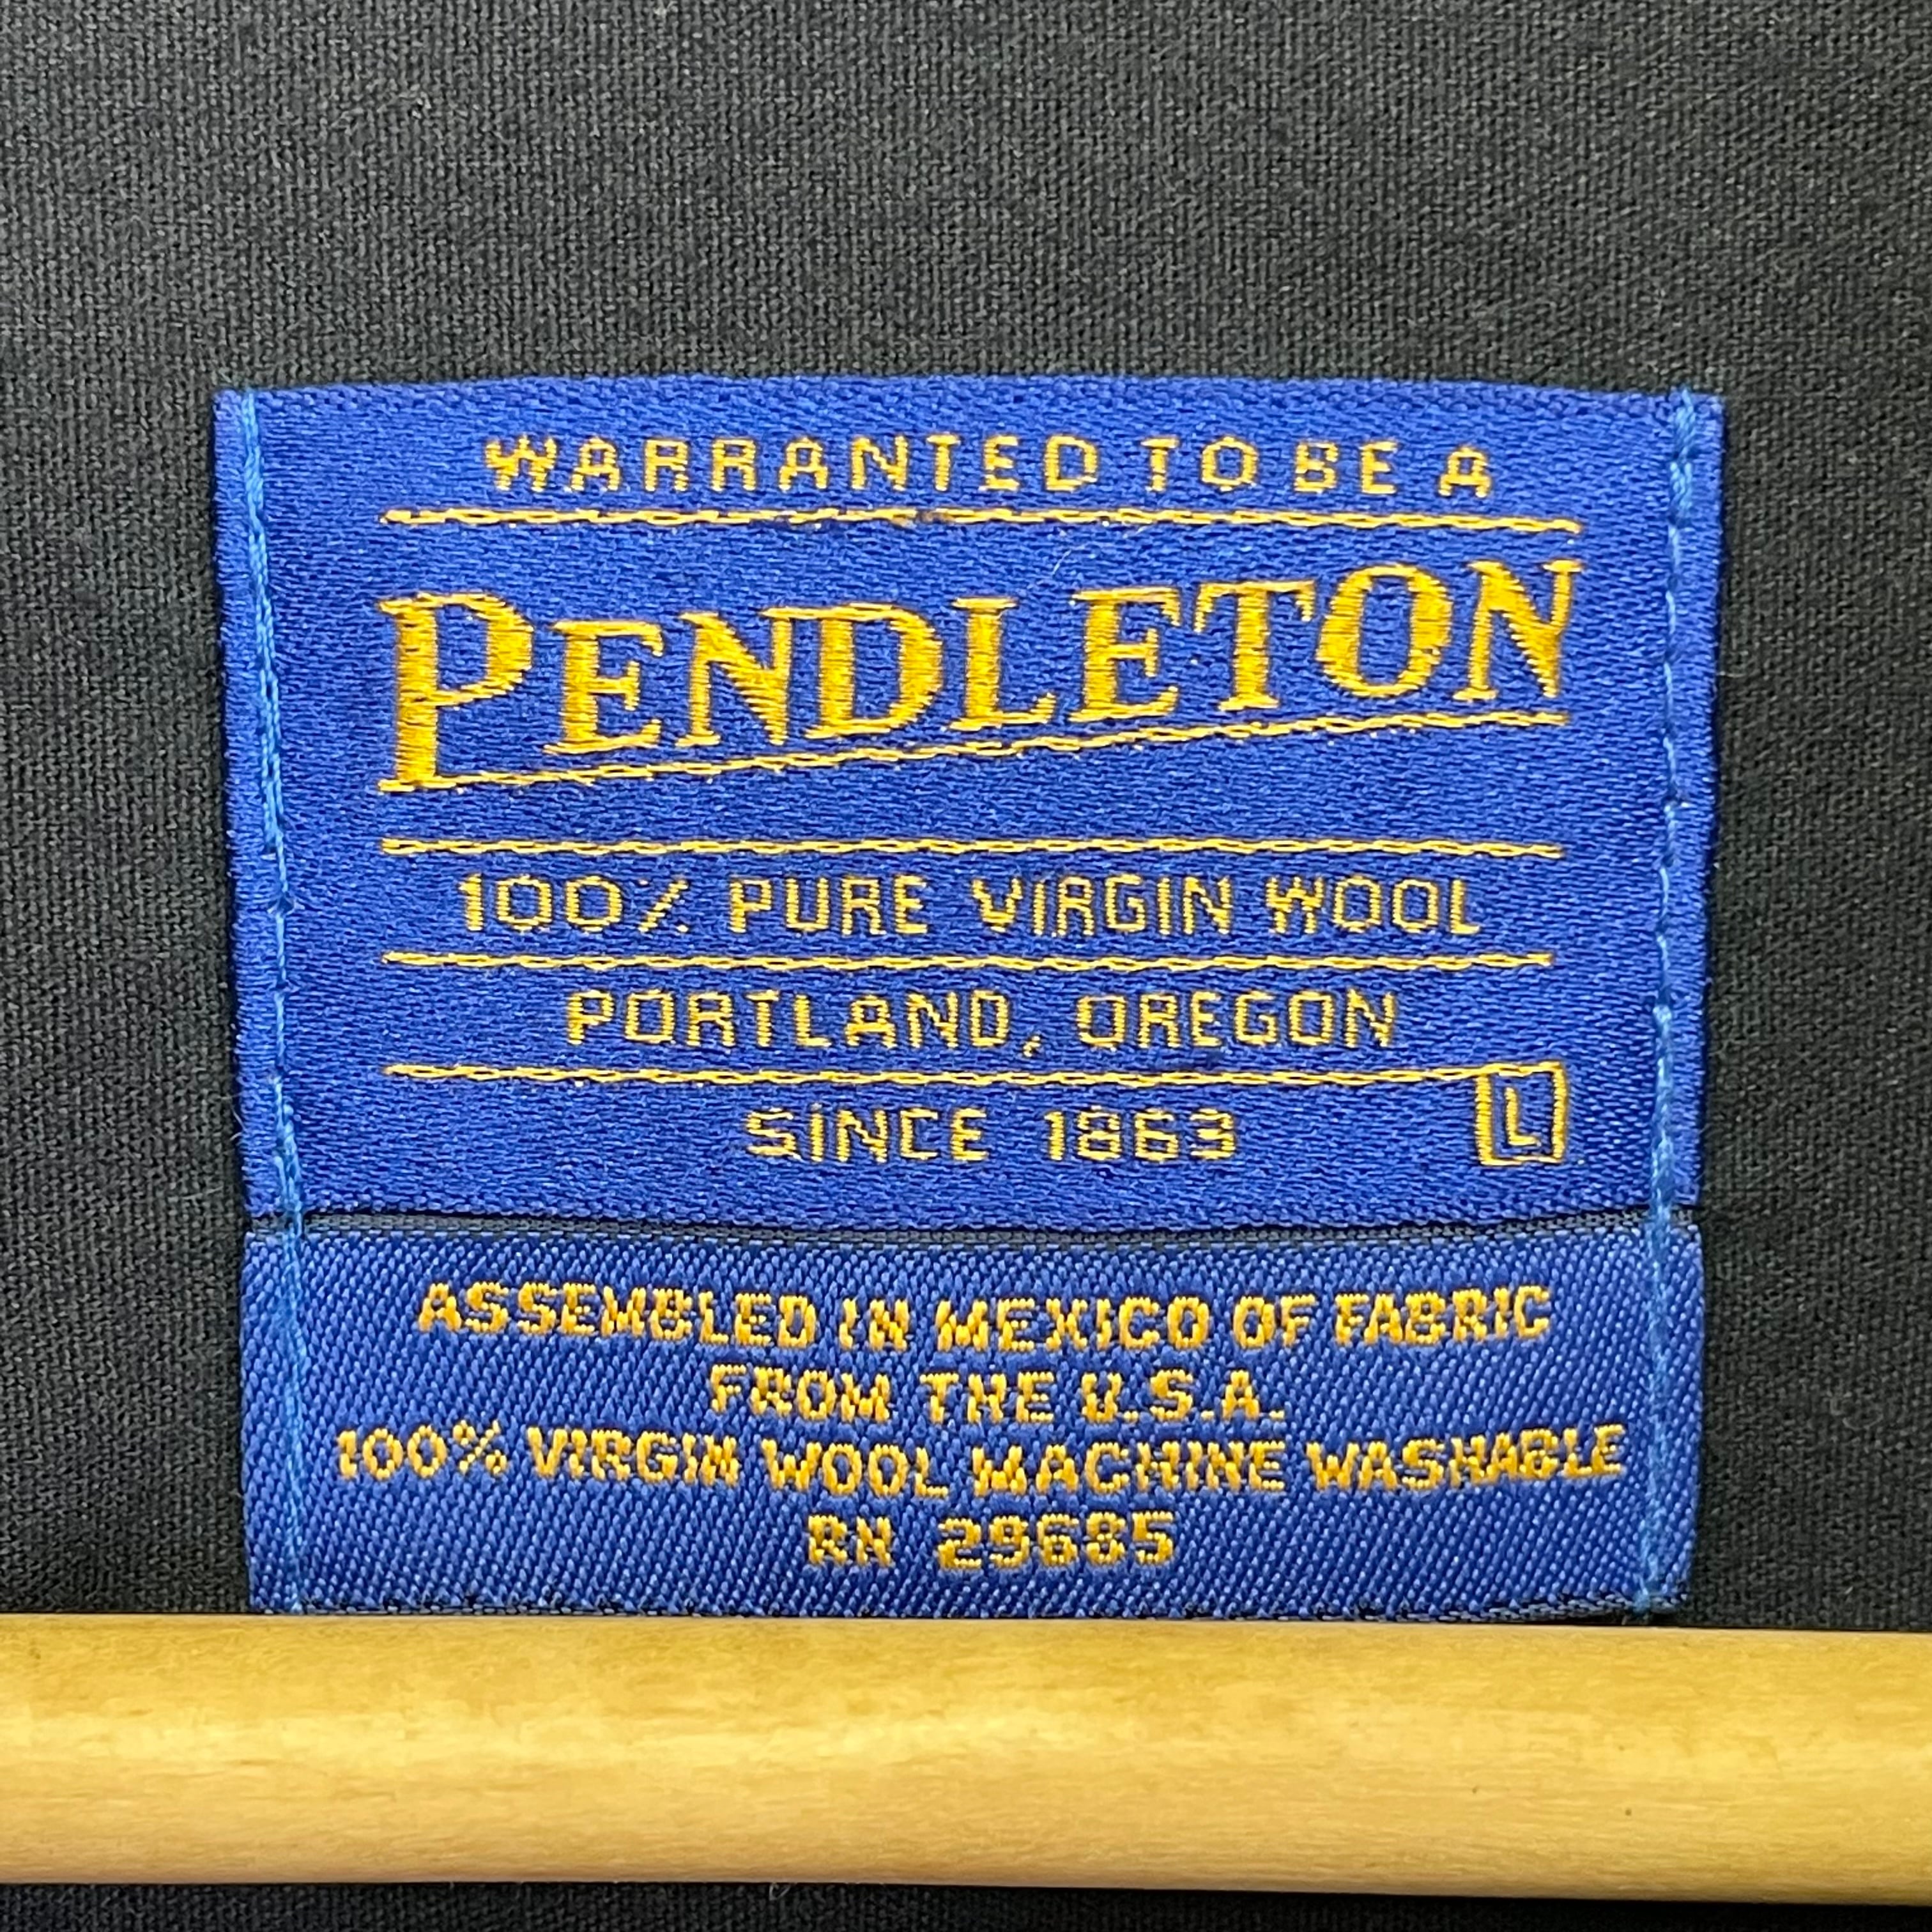 WARRANTED TO BE A
PENDLETON
100% PURE VIRGIN WOOL
PORTLAND, OREGON
SINCE 1863
L
ASSEMBLED IN MEXICO OF FABRIC
FROM THE U.S.A.
100% VIRGIN WOOL MACHINE WASHABLE
RN 29685